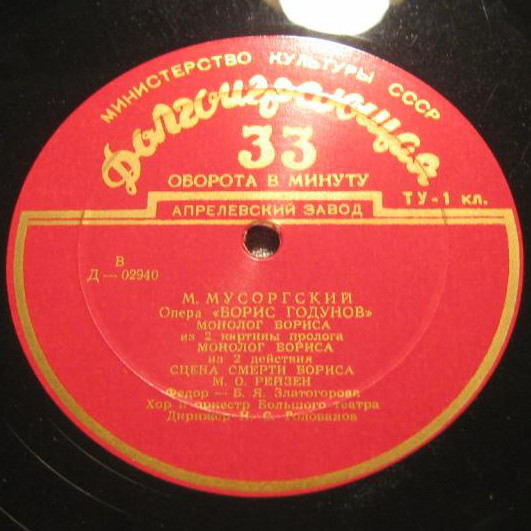 МИНИСТЕРСТВО КУЛЬТУРЫ СССР
Долгоиграющая
33
ОБОРОТА В МИНУТУ
ТУ-1 кл.
АПРЕЛЕВСКИЙ ЗАВОД
В
Д — 02940
М. МУСОРГСКИЙ
Опера «БОРИС ГОДУНОВ»
МОНОЛОГ БОРИСА
из 2 картины пролога
МОНОЛОГ БОРИСА
из 2 действия
СЦЕНА СМЕРТИ БОРИСА
М. О. РЕЙЗЕН
Федор — Б. Я. Златогорова
Хор и оркестр Большого театра
Дирижер Н. С. Голованов